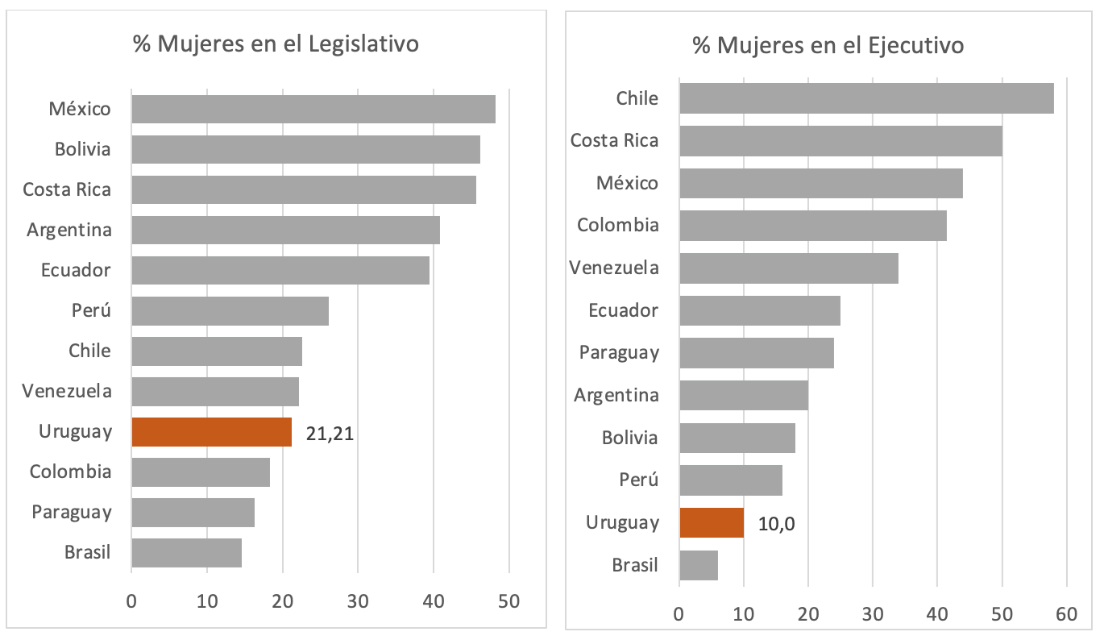 % Mujeres en el Legislativo
México
Bolivia
Costa Rica
Argentina
Ecuador
Perú
Chile
Venezuela
Uruguay 21,21
Colombia
Paraguay
Brasil
0 10 20 30 40 50
% Mujeres en el Ejecutivo
Chile
Costa Rica
México
Colombia
Venezuela
Ecuador
Paraguay
Argentina
Bolivia
Perú
Uruguay 10,0
Brasil
0 10 20 30 40 50 60